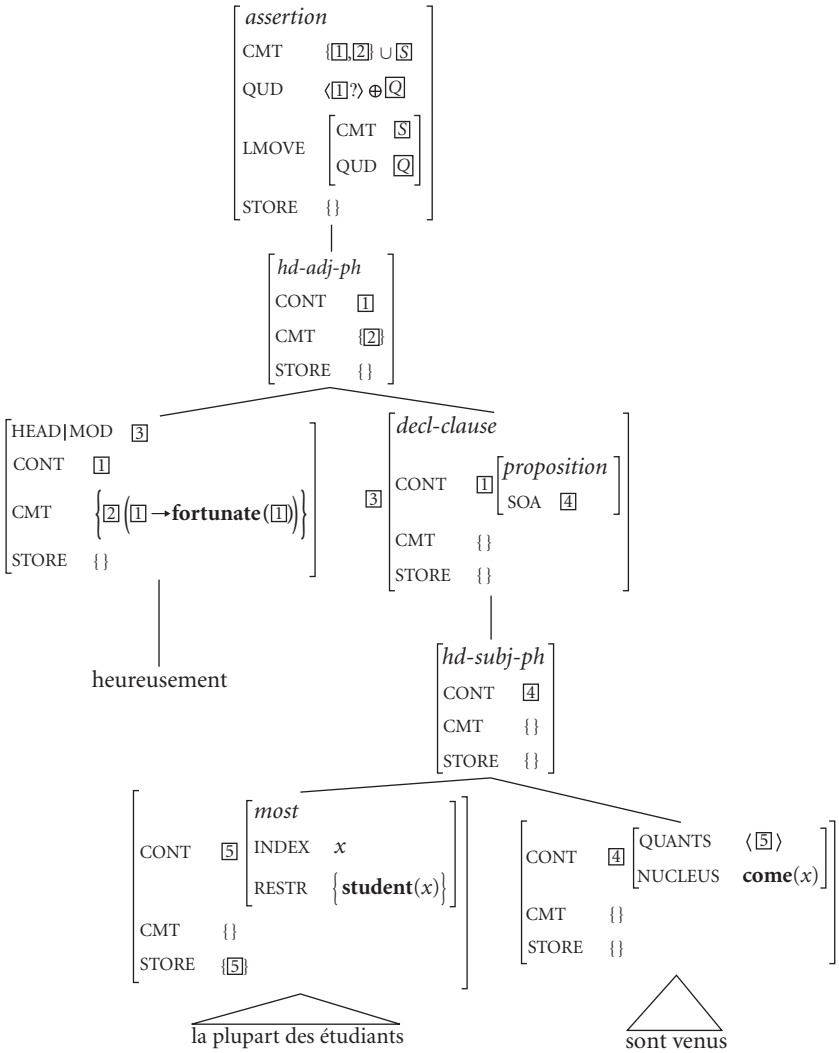 assertion
CMT {1,2} ∪ S
QUD ⟨1?⟩ ⊕ Q
LMOVE CMT S
QUD Q
STORE { }
hd-adj-ph
CONT 1
CMT {2}
STORE { }
HEAD|MOD 3
CONT 1
CMT {2(1→fortunate(1))}
STORE { }
heureusement
3
decl-clause
CONT 1 proposition
SOA 4
CMT { }
STORE { }
hd-subj-ph
CONT 4
CMT { }
STORE { }
most
CONT 5 INDEX x
RESTR {student(x)}
CMT { }
STORE {5}
la plupart des étudiants
CONT 4 QUANTS ⟨5⟩
NUCLEUS come(x)
CMT { }
STORE { }
sont venus